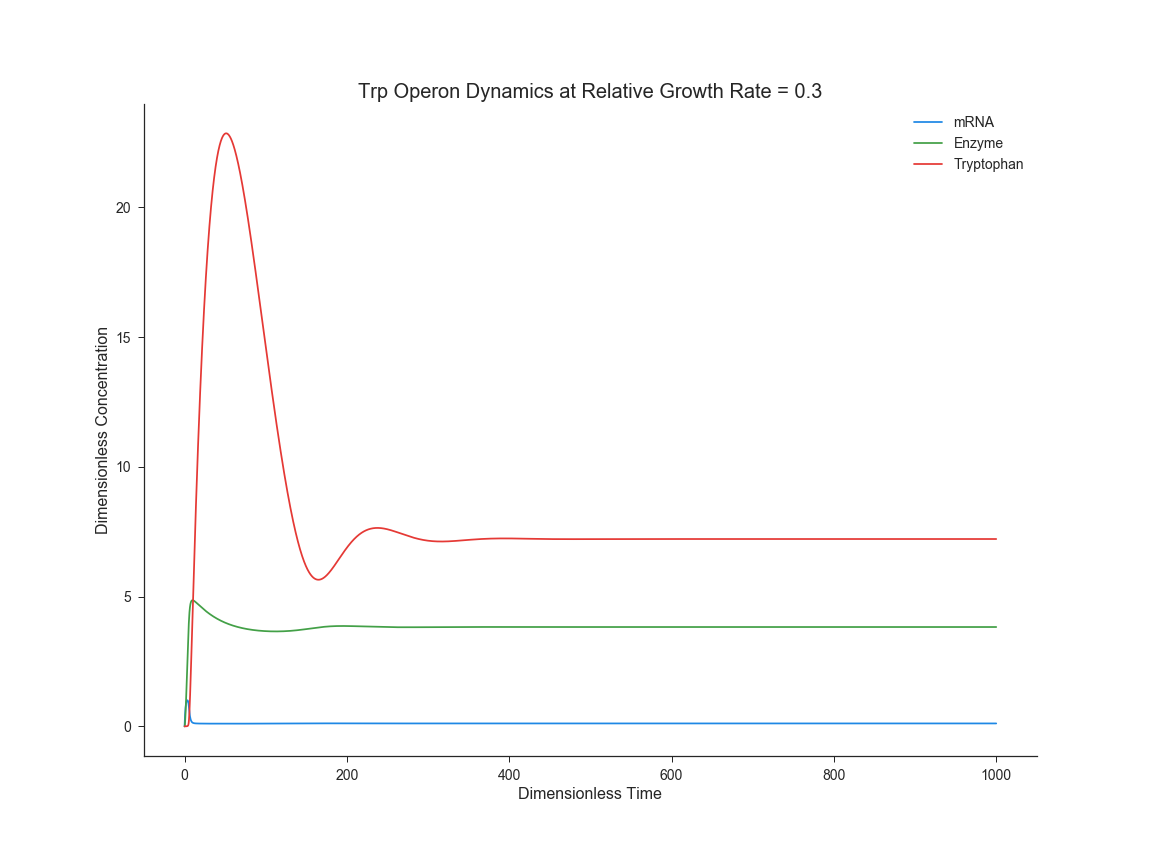 Trp Operon Dynamics at Relative Growth Rate = 0.3
mRNA
Enzyme
Tryptophan
Dimensionless Concentration
20
15
10
5
0
0 200 400 600 800 1000
Dimensionless Time